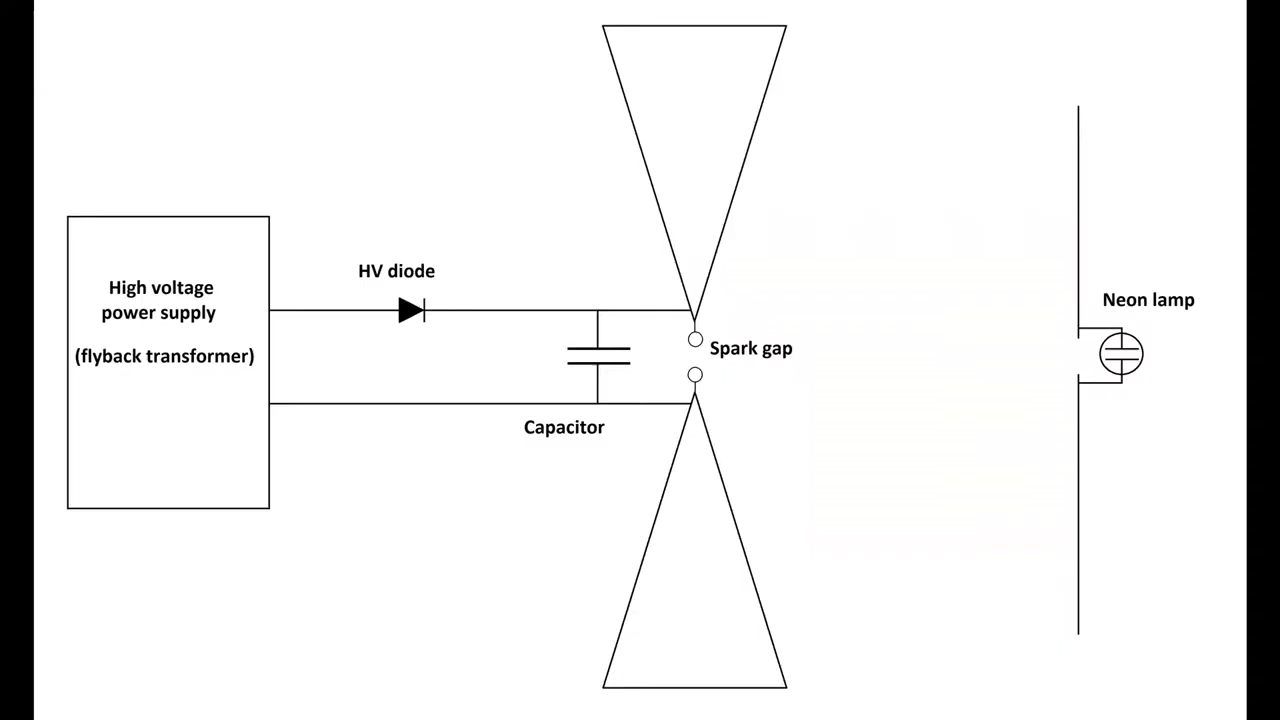 High voltage
power supply
(flyback transformer)
HV diode
Capacitor
Spark gap
Neon lamp